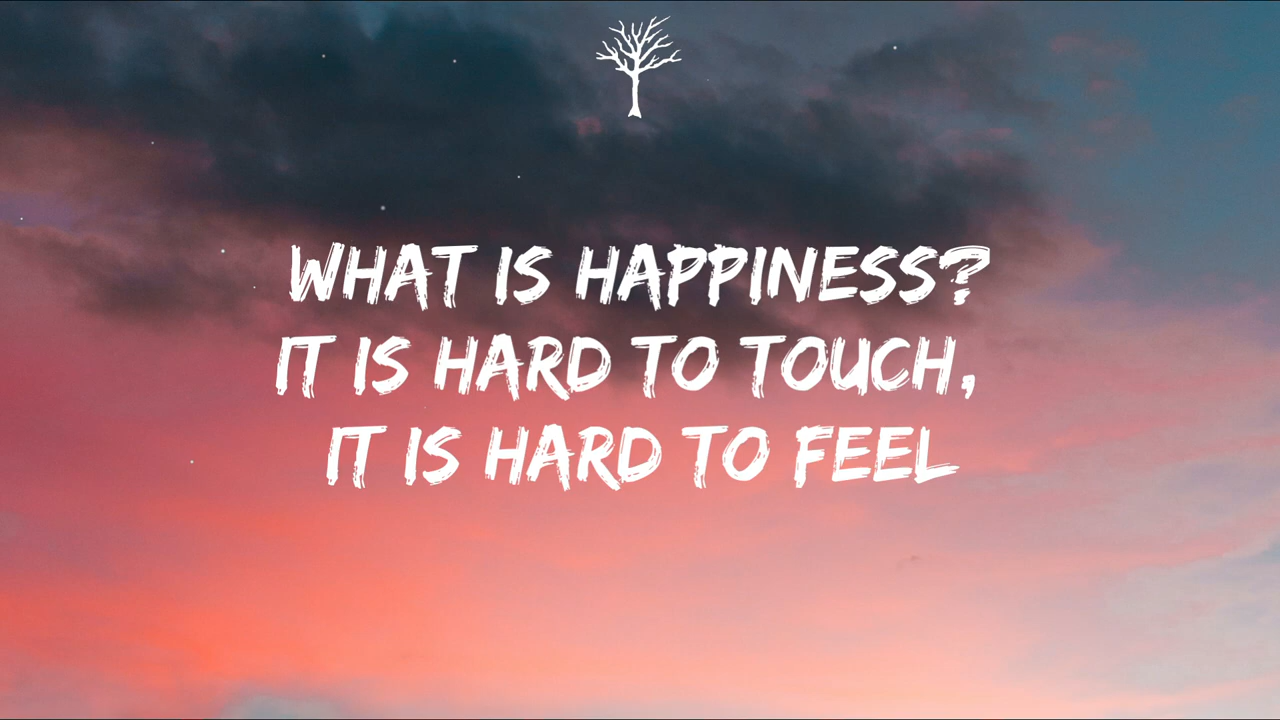 WHAT IS HAPPINESS?
IT IS HARD TO TOUCH,
IT IS HARD TO FEEL